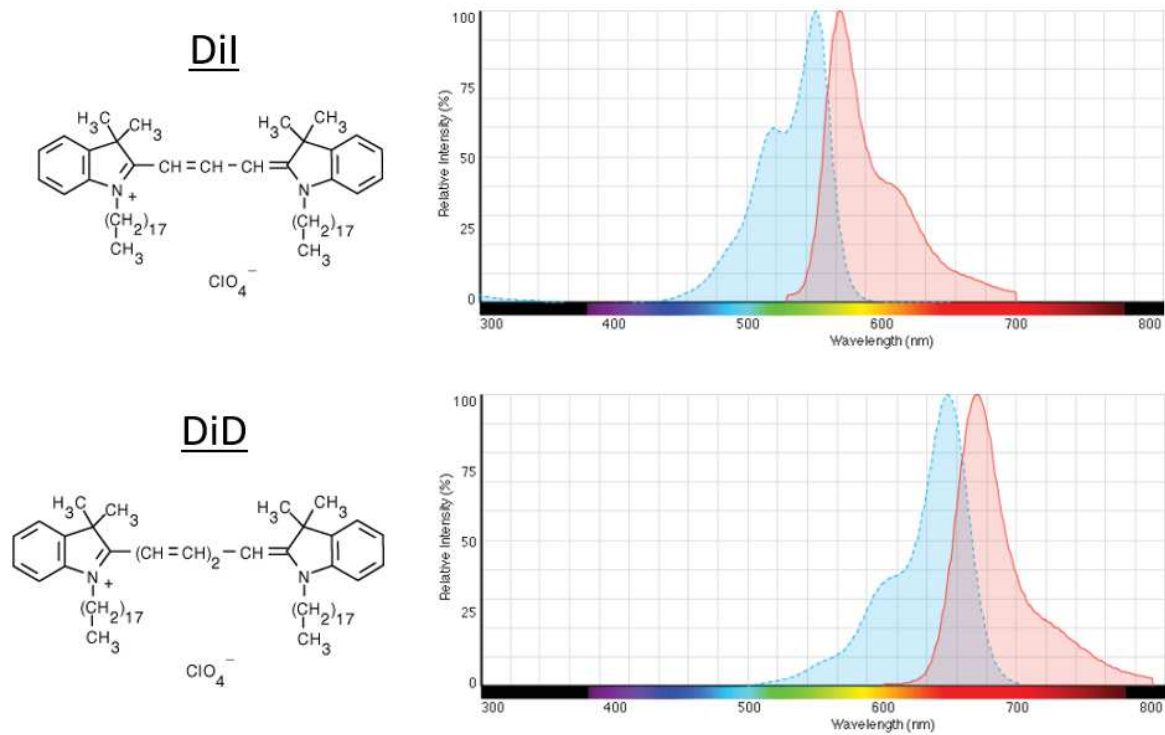 DiI
H₃C CH₃
CH=CH-CH=
N +
(CH₂)₁₇
CH₃
H₃C CH₃
N
(CH₂)₁₇
CH₃
ClO₄⁻
Relative Intensity (%)
100
75
50
25
0
300 400 500 600 700 800
Wavelength (nm)
DiD
H₃C CH₃
(CH=CH)₂-CH=
N +
(CH₂)₁₇
CH₃
H₃C CH₃
N
(CH₂)₁₇
CH₃
ClO₄⁻
Relative Intensity (%)
100
75
50
25
0
300 400 500 600 700 800
Wavelength (nm)